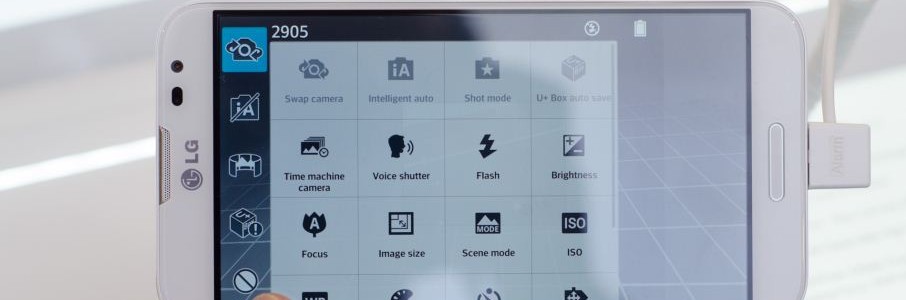 2905
iA
Swap camera
Intelligent auto
Shot mode
U+ Box auto save
iA
LG
Time machine
camera
Voice shutter
Flash
Brightness
A
MODE
ISO
Focus
Image size
Scene mode
ISO